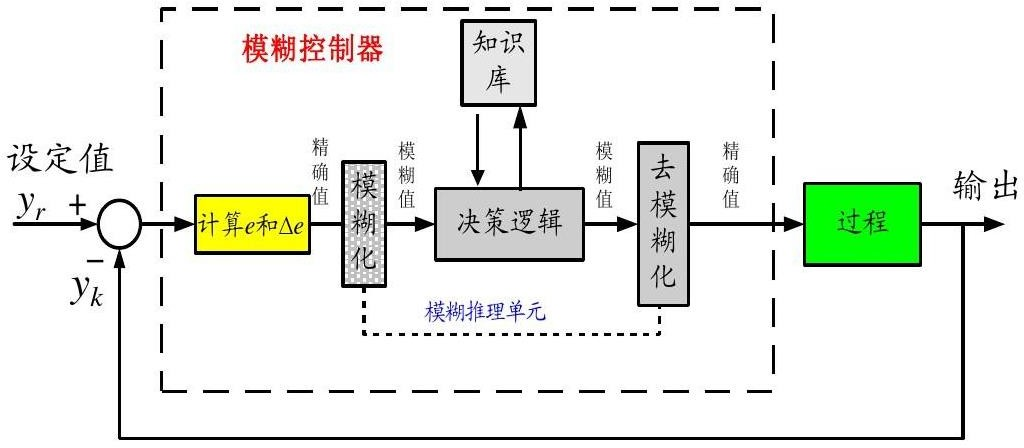 模糊控制器
知识
库
设定值
y_r
+
−
y_k
计算e和Δe
精确值
模糊化
模糊值
决策逻辑
模糊值
去模糊化
精确值
过程
输出
模糊推理单元